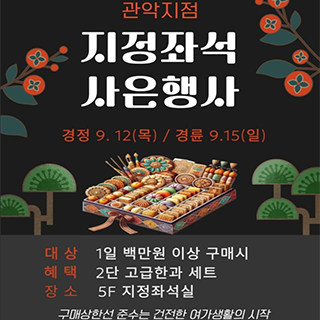 관악지점
지정좌석
사은행사
경정 9. 12(목) / 경륜 9.15(일)
대 상 1일 백만원 이상 구매시
혜 택 2단 고급한과 세트
장 소 5F 지정좌석실
구매상한선 준수는 건전한 여가생활의 시작